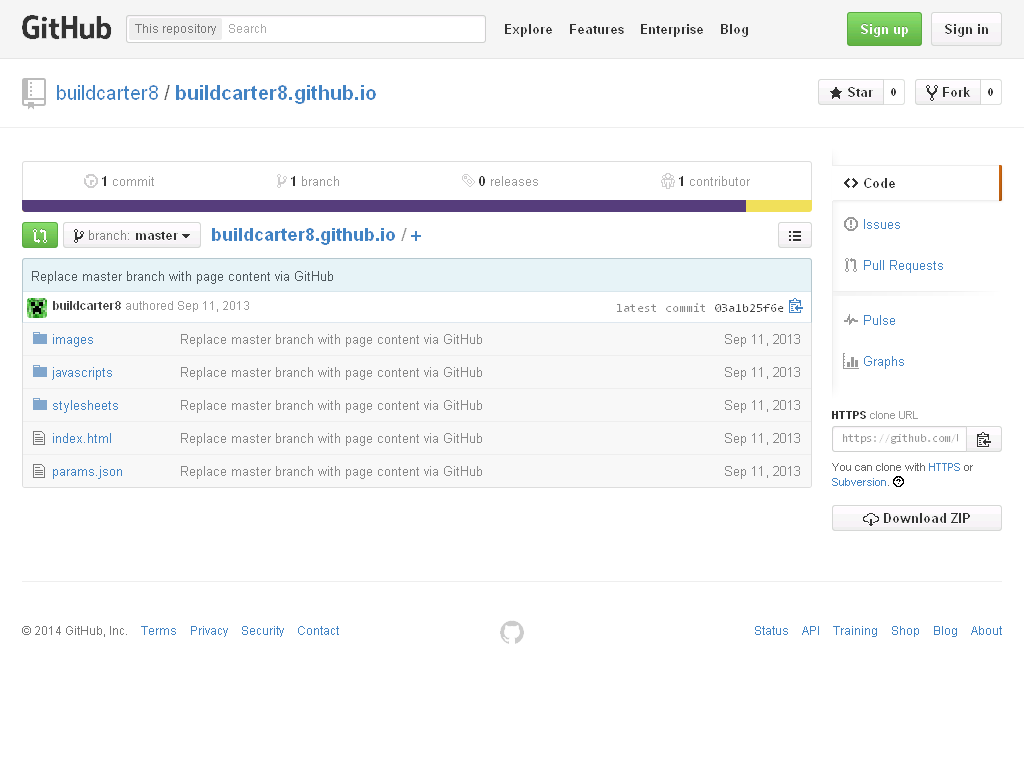 GitHub This repository Search Explore Features Enterprise Blog Sign up Sign in
buildcarter8 / buildcarter8.github.io Star 0 Fork 0
1 commit 1 branch 0 releases 1 contributor
branch: master buildcarter8.github.io / +
Replace master branch with page content via GitHub
buildcarter8 authored Sep 11, 2013 latest commit 03a1b25f6e
images Replace master branch with page content via GitHub Sep 11, 2013
javascripts Replace master branch with page content via GitHub Sep 11, 2013
stylesheets Replace master branch with page content via GitHub Sep 11, 2013
index.html Replace master branch with page content via GitHub Sep 11, 2013
params.json Replace master branch with page content via GitHub Sep 11, 2013
Code
Issues
Pull Requests
Pulse
Graphs
HTTPS clone URL
https://github.com/
You can clone with HTTPS or
Subversion.
Download ZIP
© 2014 GitHub, Inc. Terms Privacy Security Contact Status API Training Shop Blog About